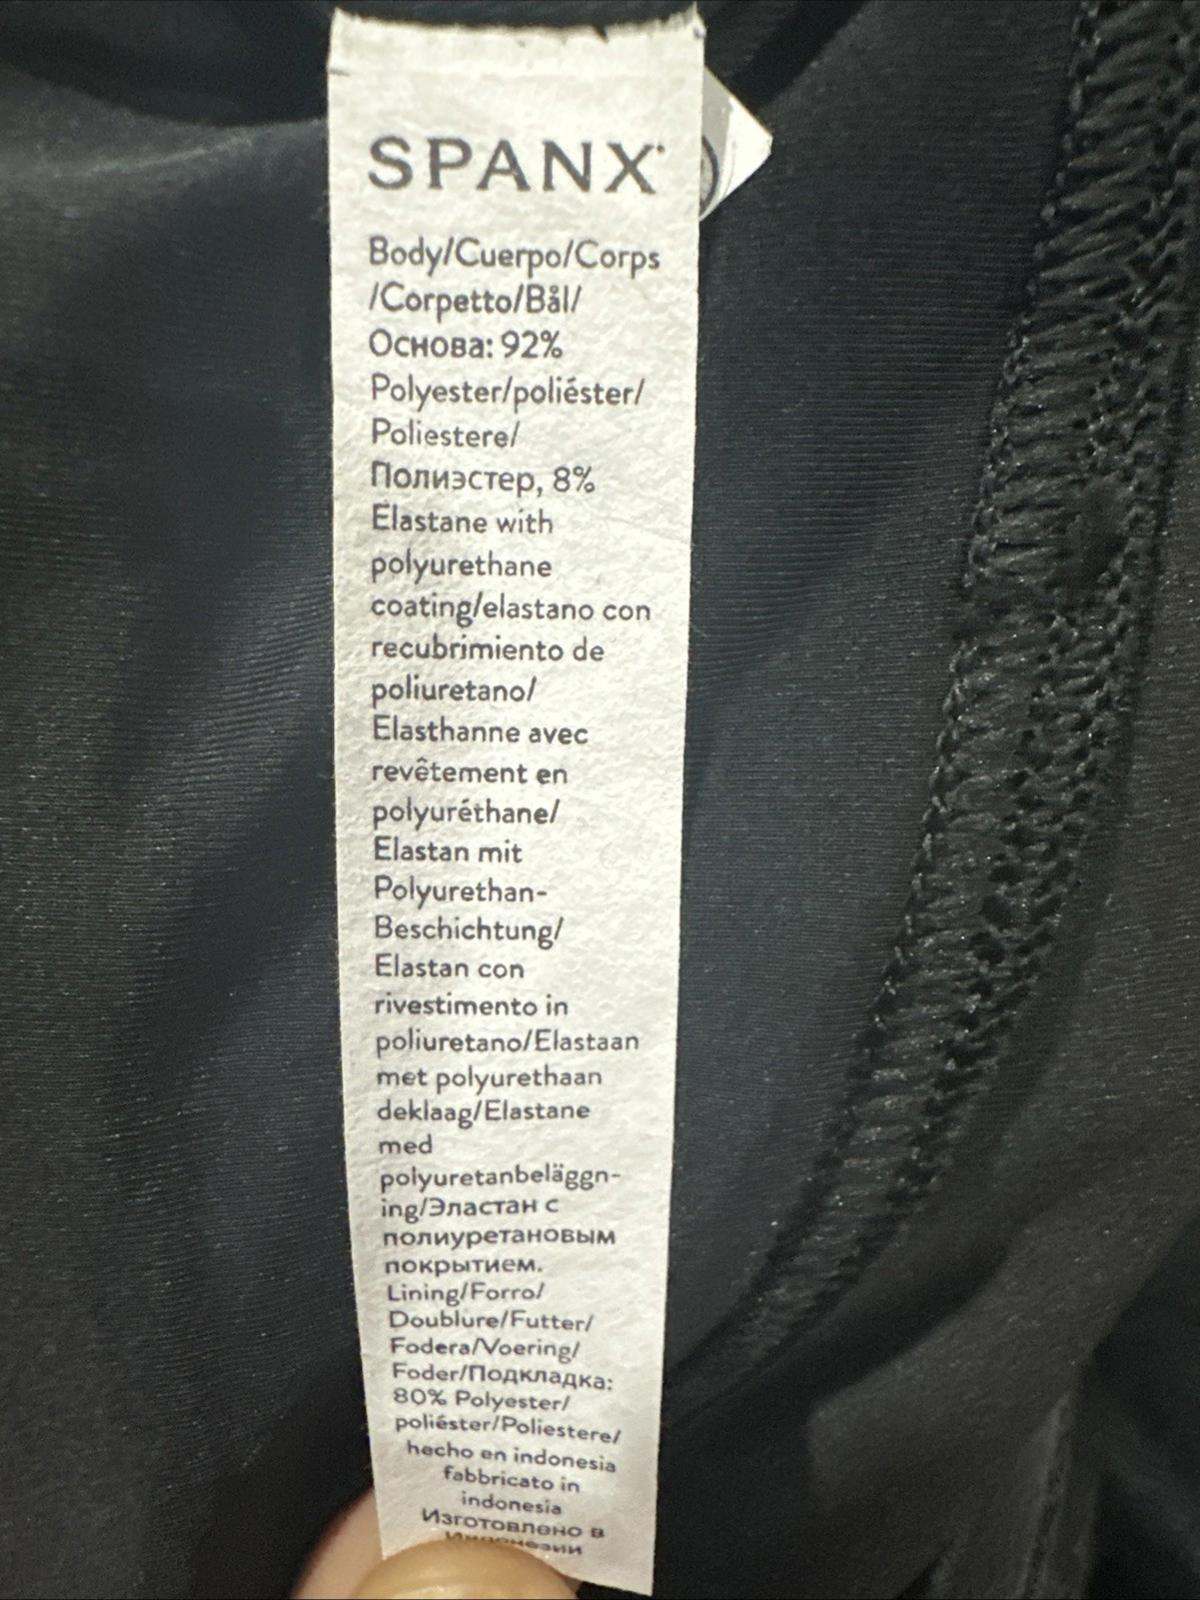 SPANX
Body/Cuerpo/Corps
/Corpetto/Bål/
Основа: 92%
Polyester/poliéster/
Poliestere/
Полиэстер, 8%
Elastane with
polyurethane
coating/elastano con
recubrimiento de
poliuretano/
Elasthanne avec
revêtement en
polyuréthane/
Elastan mit
Polyurethan-
Beschichtung/
Elastan con
rivestimento in
poliuretano/Elastaan
met polyurethaan
deklaag/Elastane
med
polyuretanbeläggn-
ing/Эластан с
полиуретановым
покрытием.
Lining/Forro/
Doublure/Futter/
Fodera/Voering/
Foder/Подкладка:
80% Polyester/
poliéster/Poliestere/
hecho en indonesia
fabbricato in
indonesia
Изготовлено в
Индонезии